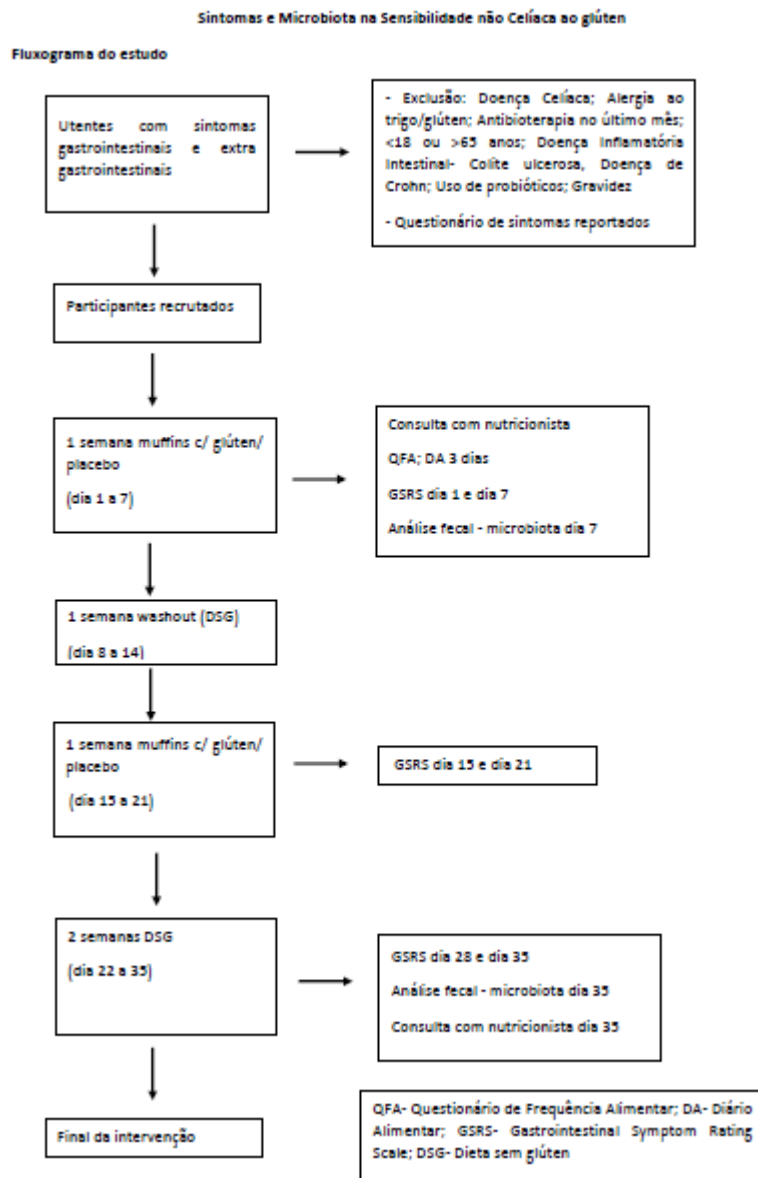 Sintomas e Microbiota na Sensibilidade não Celíaca ao glúten
Fluxograma do estudo
Utentes com sintomas
gastrointestinais e extra
gastrointestinais
- Exclusão: Doença Celíaca; Alergia ao
trigo/glúten; Antibioterapia no último mês;
<18 ou >65 anos; Doença Inflamatória
Intestinal- Colite ulcerosa, Doença de
Crohn; Uso de probióticos; Gravidez
- Questionário de sintomas reportados
Participantes recrutados
1 semana muffins c/ glúten/
placebo
(dia 1 a 7)
Consulta com nutricionista
QFA; DA 3 dias
GSRS dia 1 e dia 7
Análise fecal - microbiota dia 7
1 semana washout (DSG)
(dia 8 a 14)
1 semana muffins c/ glúten/
placebo
(dia 15 a 21)
GSRS dia 15 e dia 21
2 semanas DSG
(dia 22 a 35)
GSRS dia 28 e dia 35
Análise fecal - microbiota dia 35
Consulta com nutricionista dia 35
Final da intervenção
QFA- Questionário de Frequência Alimentar; DA- Diário
Alimentar; GSRS- Gastrointestinal Symptom Rating
Scale; DSG- Dieta sem glúten